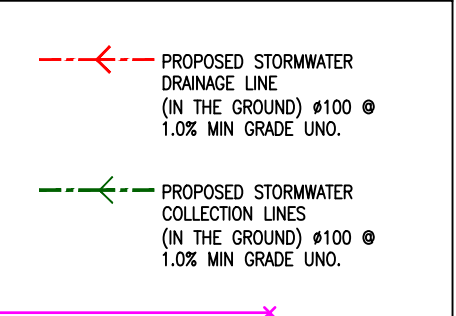 PROPOSED STORMWATER
DRAINAGE LINE
(IN THE GROUND) ø100 @
1.0% MIN GRADE UNO.
PROPOSED STORMWATER
COLLECTION LINES
(IN THE GROUND) ø100 @
1.0% MIN GRADE UNO.